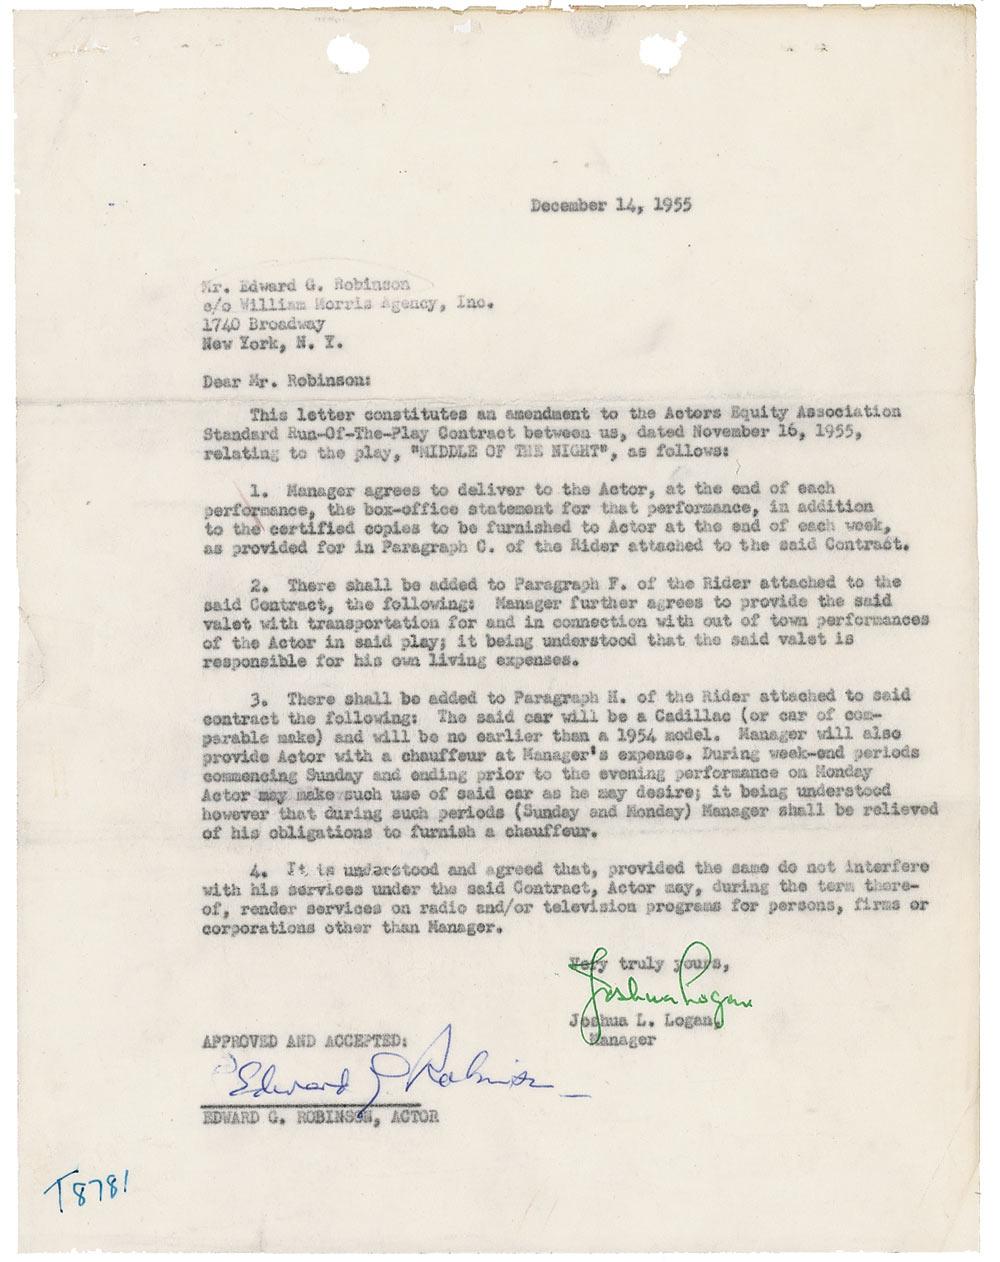 December 14, 1955
Mr. Edward G. Robinson
c/o William Morris Agency, Inc.
1740 Broadway
New York, N. Y.
Dear Mr. Robinson:
This letter constitutes an amendment to the Actors Equity Association
Standard Run-Of-The-Play Contract between us, dated November 16, 1955,
relating to the play, "MIDDLE OF THE NIGHT", as follows:
1. Manager agrees to deliver to the Actor, at the end of each
performance, the box-office statement for that performance, in addition
to the certified copies to be furnished to Actor at the end of each week,
as provided for in Paragraph C. of the Rider attached to the said Contract.
2. There shall be added to Paragraph F. of the Rider attached to the
said Contract, the following: Manager further agrees to provide the said
valet with transportation for and in connection with out of town performances
of the Actor in said play; it being understood that the said valet is
responsible for his own living expenses.
3. There shall be added to Paragraph H. of the Rider attached to said
contract the following: The said car will be a Cadillac (or car of com-
parable make) and will be no earlier than a 1954 model. Manager will also
provide Actor with a chauffeur at Manager's expense. During week-end periods
commencing Sunday and ending prior to the evening performance on Monday
Actor may make such use of said car as he may desire; it being understood
however that during such periods (Sunday and Monday) Manager shall be relieved
of his obligations to furnish a chauffeur.
4. It is understood and agreed that, provided the same do not interfere
with his services under the said Contract, Actor may, during the term there-
of, render services on radio and/or television programs for persons, firms or
corporations other than Manager.
Very truly yours,
Joshua Logan
Joshua L. Logan,
Manager
APPROVED AND ACCEPTED:
Edward G Robinson
EDWARD G. ROBINSON, ACTOR
T8781